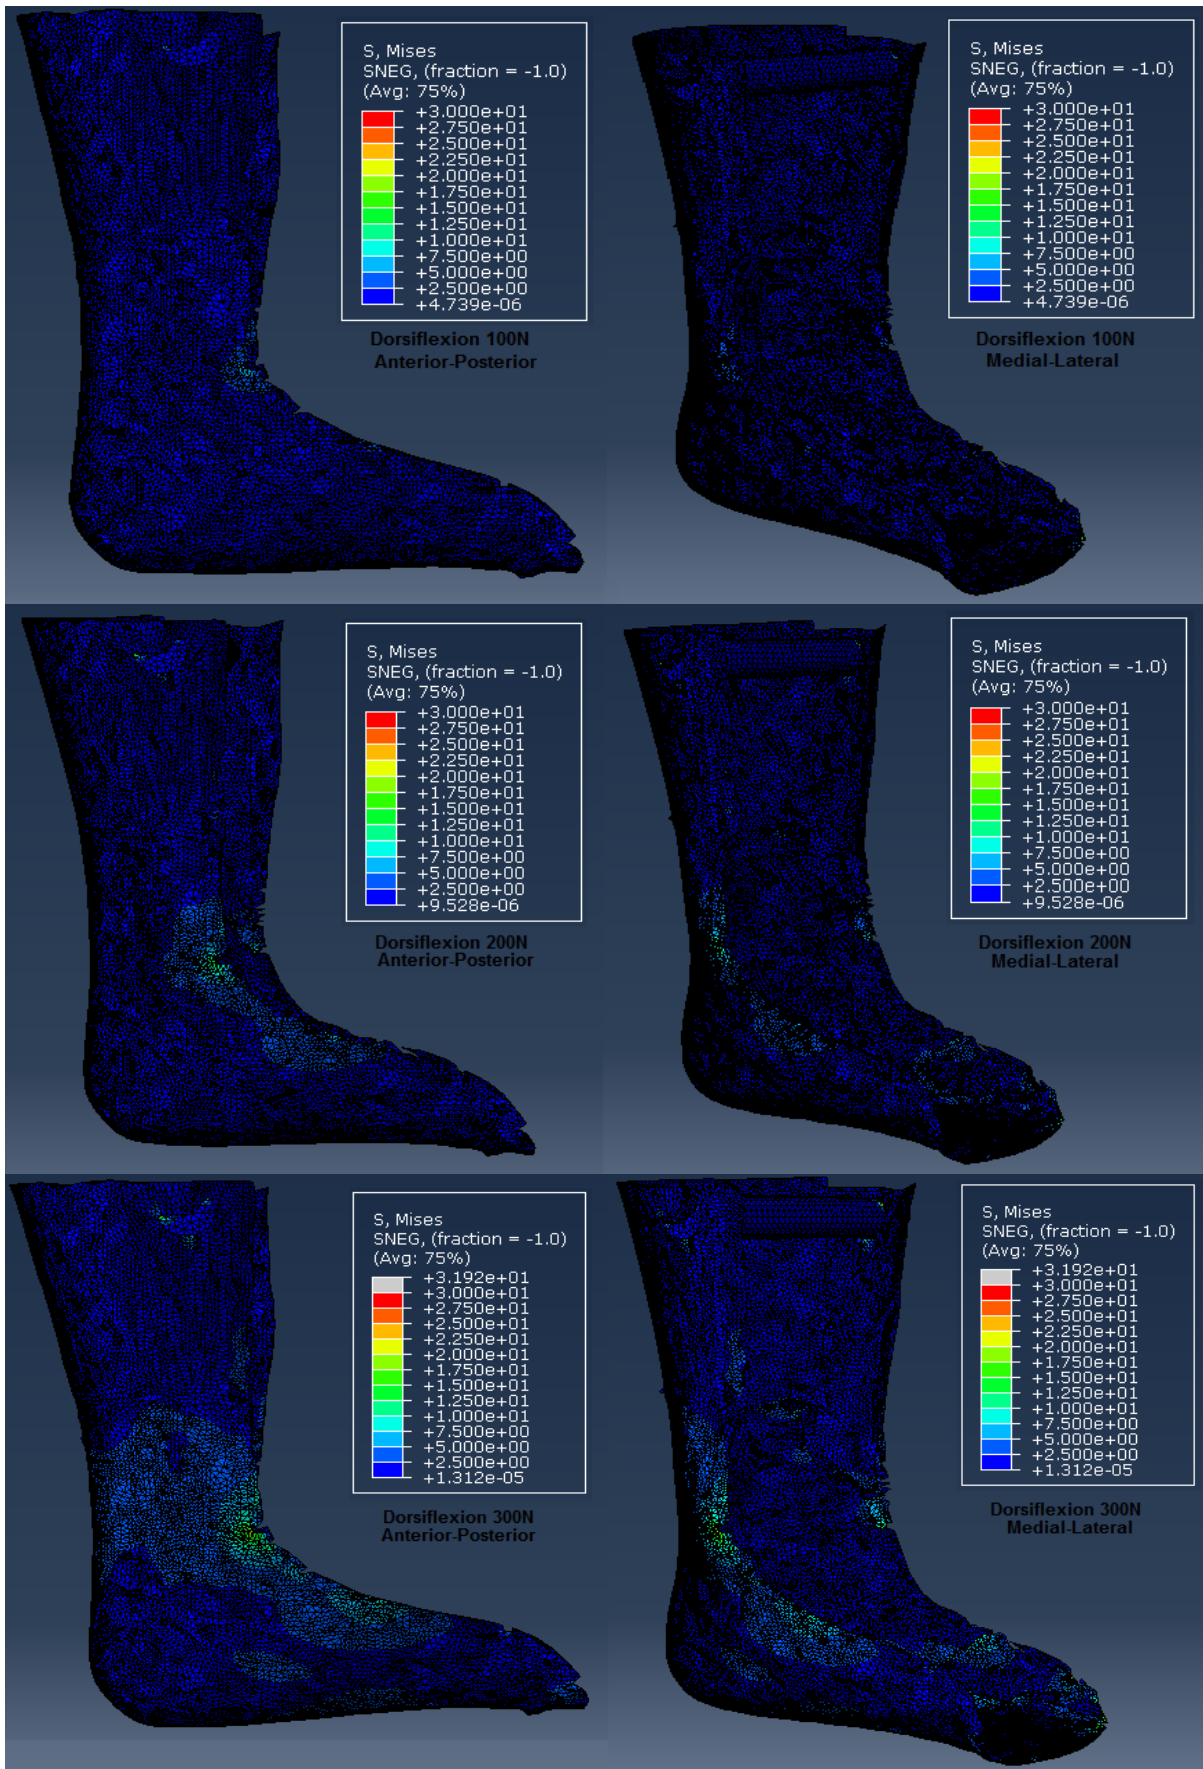 S, Mises
SNEG, (fraction = -1.0)
(Avg: 75%)
+3.000e+01
+2.750e+01
+2.500e+01
+2.250e+01
+2.000e+01
+1.750e+01
+1.500e+01
+1.250e+01
+1.000e+01
+7.500e+00
+5.000e+00
+2.500e+00
+4.739e-06
Dorsiflexion 100N
Anterior-Posterior
S, Mises
SNEG, (fraction = -1.0)
(Avg: 75%)
+3.000e+01
+2.750e+01
+2.500e+01
+2.250e+01
+2.000e+01
+1.750e+01
+1.500e+01
+1.250e+01
+1.000e+01
+7.500e+00
+5.000e+00
+2.500e+00
+4.739e-06
Dorsiflexion 100N
Medial-Lateral
S, Mises
SNEG, (fraction = -1.0)
(Avg: 75%)
+3.000e+01
+2.750e+01
+2.500e+01
+2.250e+01
+2.000e+01
+1.750e+01
+1.500e+01
+1.250e+01
+1.000e+01
+7.500e+00
+5.000e+00
+2.500e+00
+9.528e-06
Dorsiflexion 200N
Anterior-Posterior
S, Mises
SNEG, (fraction = -1.0)
(Avg: 75%)
+3.000e+01
+2.750e+01
+2.500e+01
+2.250e+01
+2.000e+01
+1.750e+01
+1.500e+01
+1.250e+01
+1.000e+01
+7.500e+00
+5.000e+00
+2.500e+00
+9.528e-06
Dorsiflexion 200N
Medial-Lateral
S, Mises
SNEG, (fraction = -1.0)
(Avg: 75%)
+3.192e+01
+3.000e+01
+2.750e+01
+2.500e+01
+2.250e+01
+2.000e+01
+1.750e+01
+1.500e+01
+1.250e+01
+1.000e+01
+7.500e+00
+5.000e+00
+2.500e+00
+1.312e-05
Dorsiflexion 300N
Anterior-Posterior
S, Mises
SNEG, (fraction = -1.0)
(Avg: 75%)
+3.192e+01
+3.000e+01
+2.750e+01
+2.500e+01
+2.250e+01
+2.000e+01
+1.750e+01
+1.500e+01
+1.250e+01
+1.000e+01
+7.500e+00
+5.000e+00
+2.500e+00
+1.312e-05
Dorsiflexion 300N
Medial-Lateral